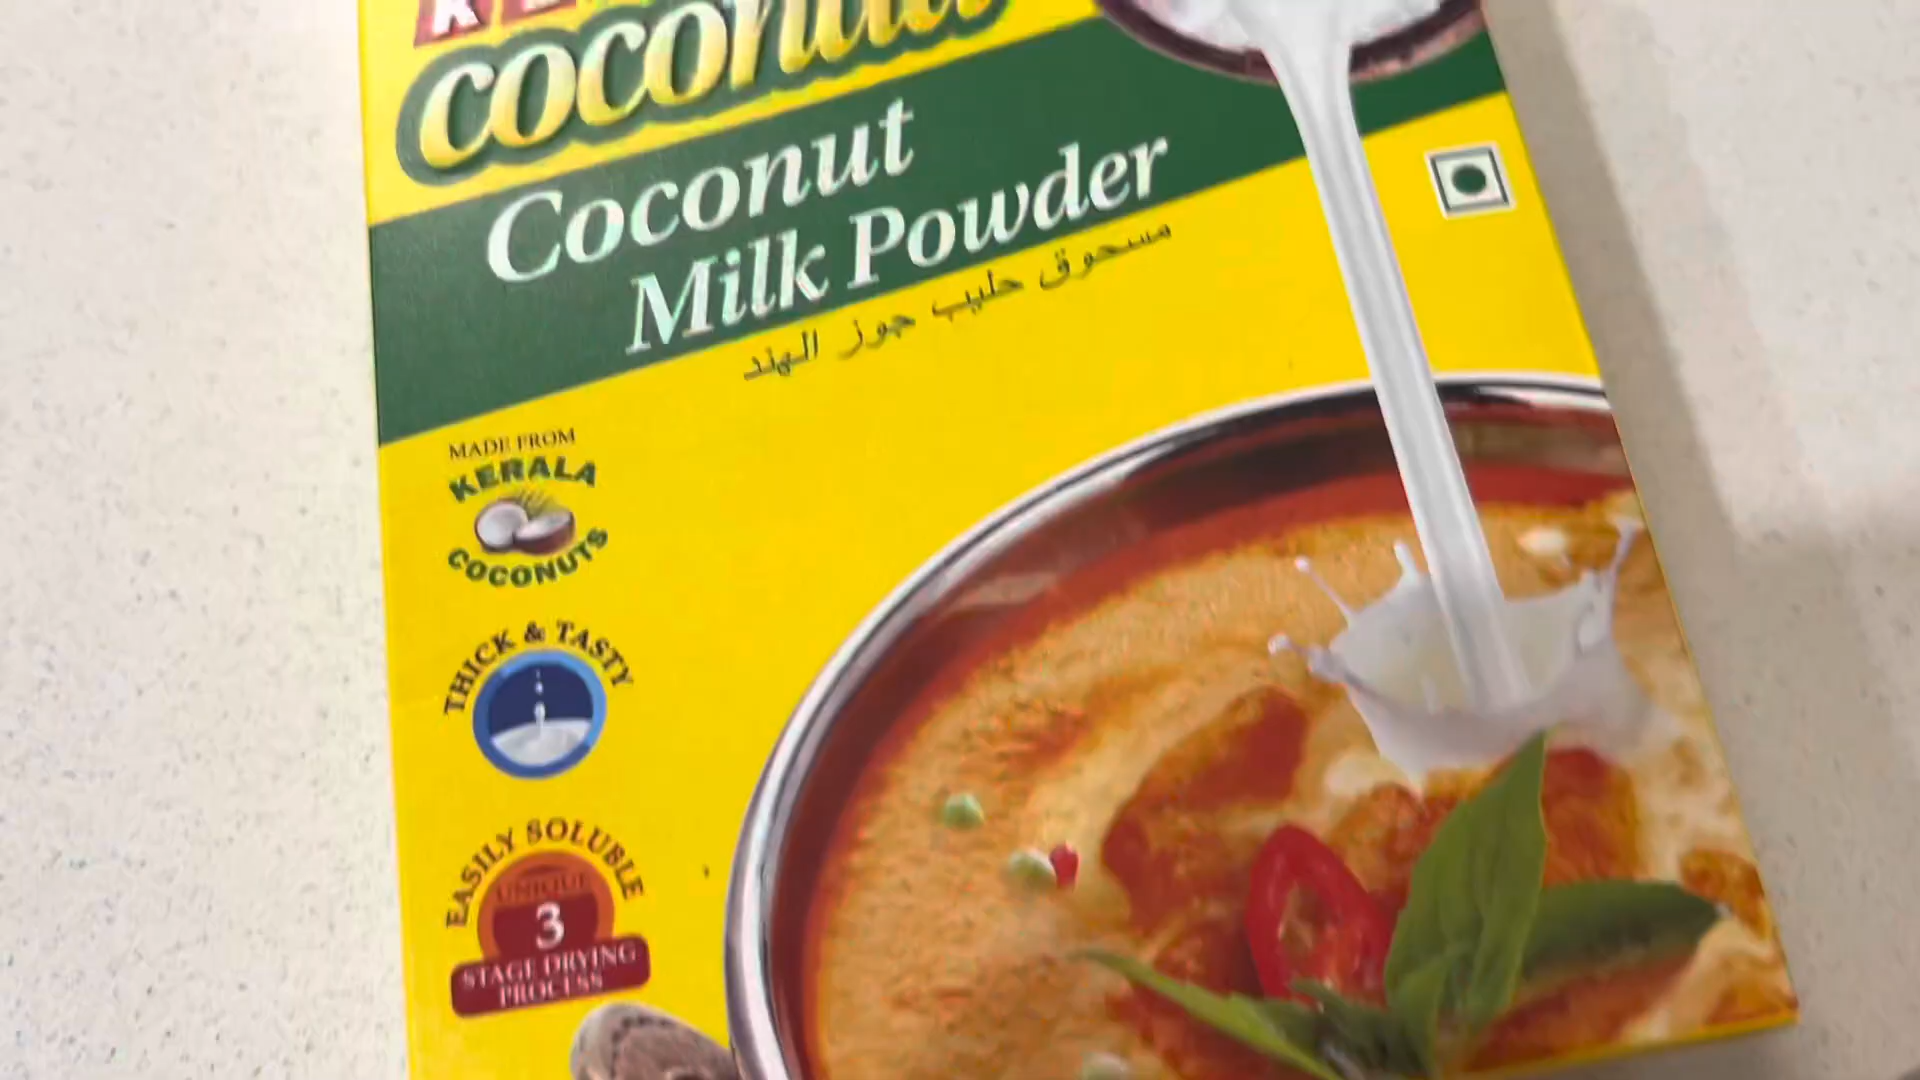 Coconut
Milk Powder
مسحوق حليب جوز الهند
MADE FROM
KERALA
COCONUTS
THICK & TASTY
EASILY SOLUBLE
UNIQUE
3
STAGE DRYING
PROCESS